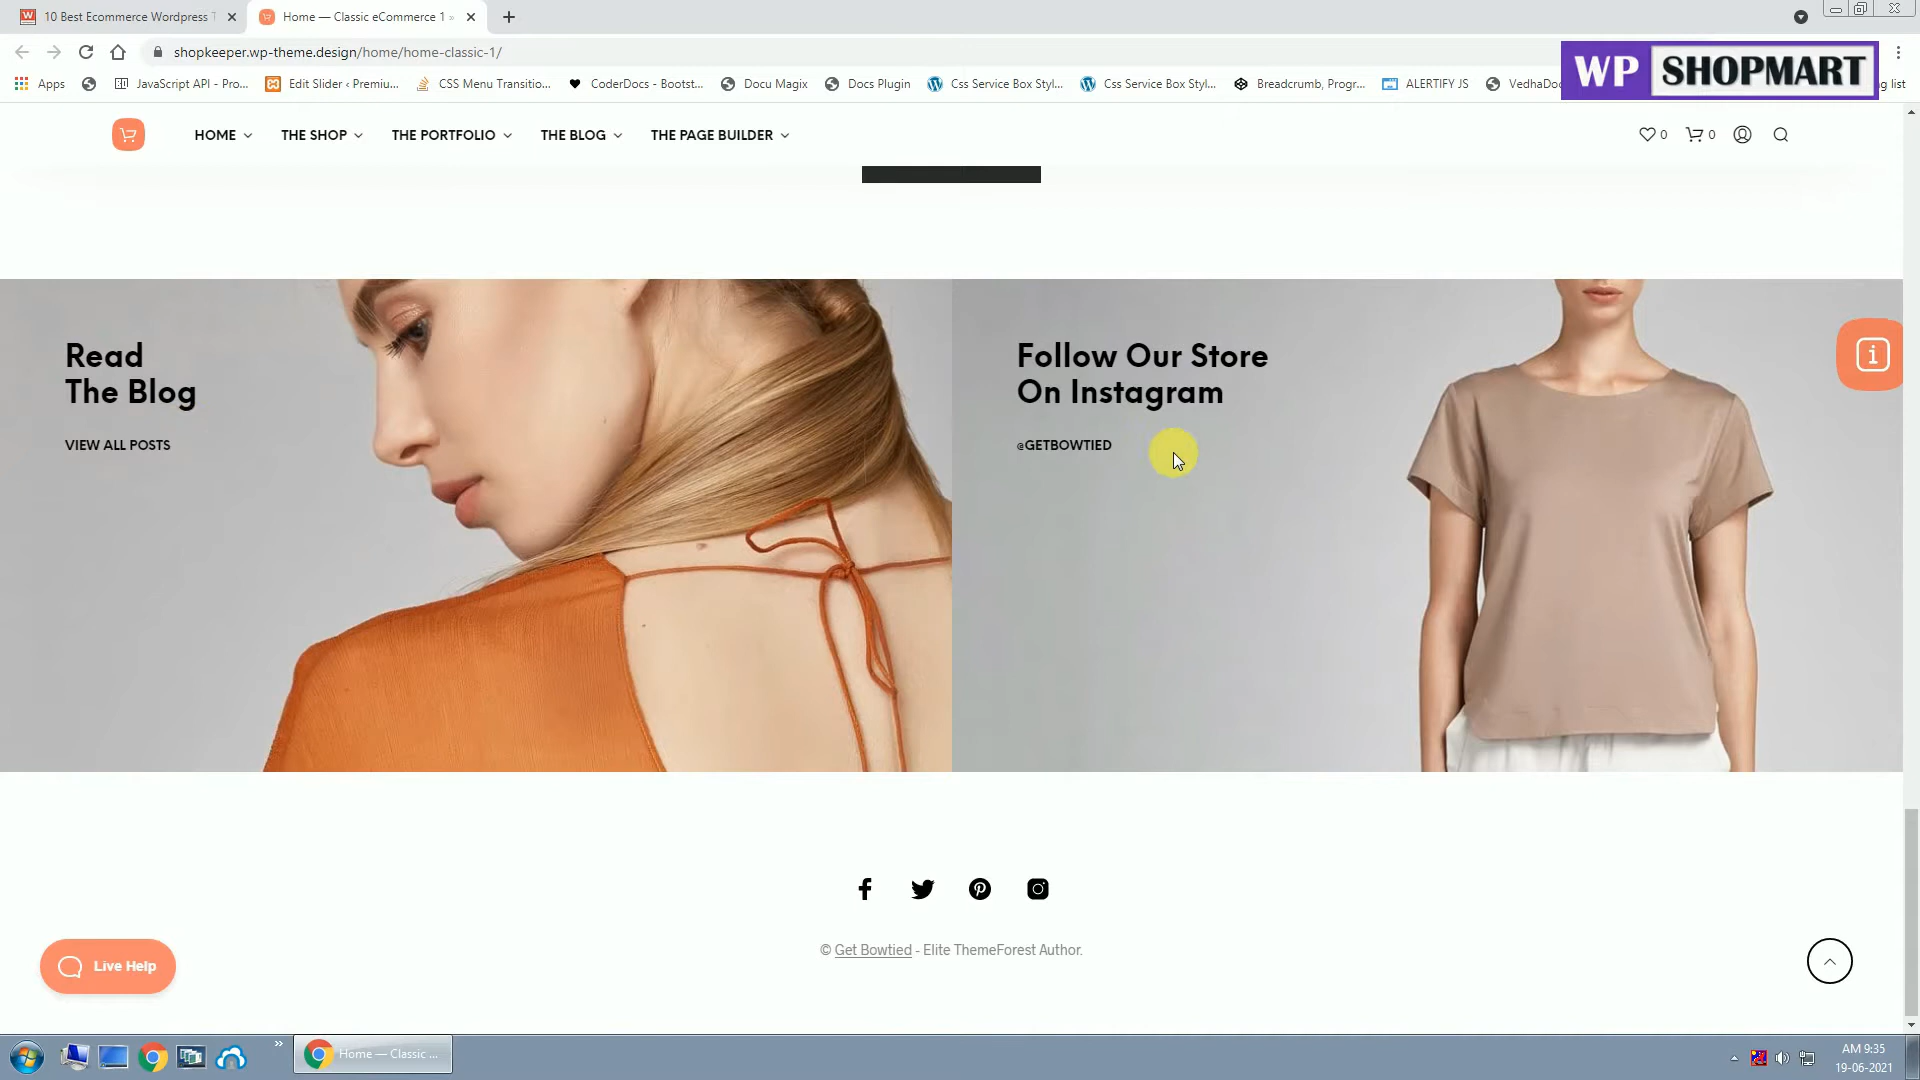 10 Best Ecommerce Wordpress T
Home — Classic eCommerce 1 »
shopkeeper.wp-theme.design/home/home-classic-1/
WP SHOPMART
Apps
JavaScript API - Pro...
Edit Slider ‹ Premiu...
CSS Menu Transitio...
CoderDocs - Bootst...
Docu Magix
Docs Plugin
Css Service Box Styl...
Css Service Box Styl...
Breadcrumb, Progr...
ALERTIFY JS
VedhaDoc
ng list
HOME
THE SHOP
THE PORTFOLIO
THE BLOG
THE PAGE BUILDER
0
0
Read
The Blog
VIEW ALL POSTS
Follow Our Store
On Instagram
@GETBOWTIED
© Get Bowtied - Elite ThemeForest Author.
Live Help
Home — Classic ...
AM 9:35
19-06-2021